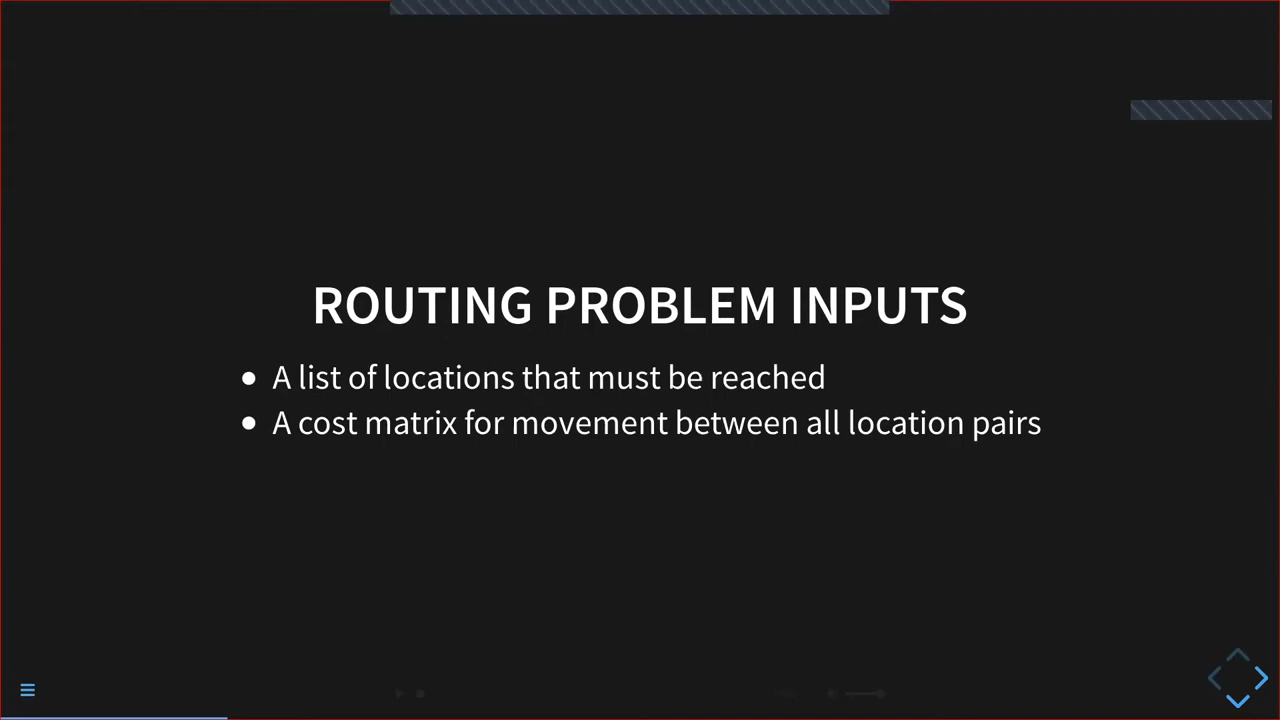 ROUTING PROBLEM INPUTS
A list of locations that must be reached
A cost matrix for movement between all location pairs